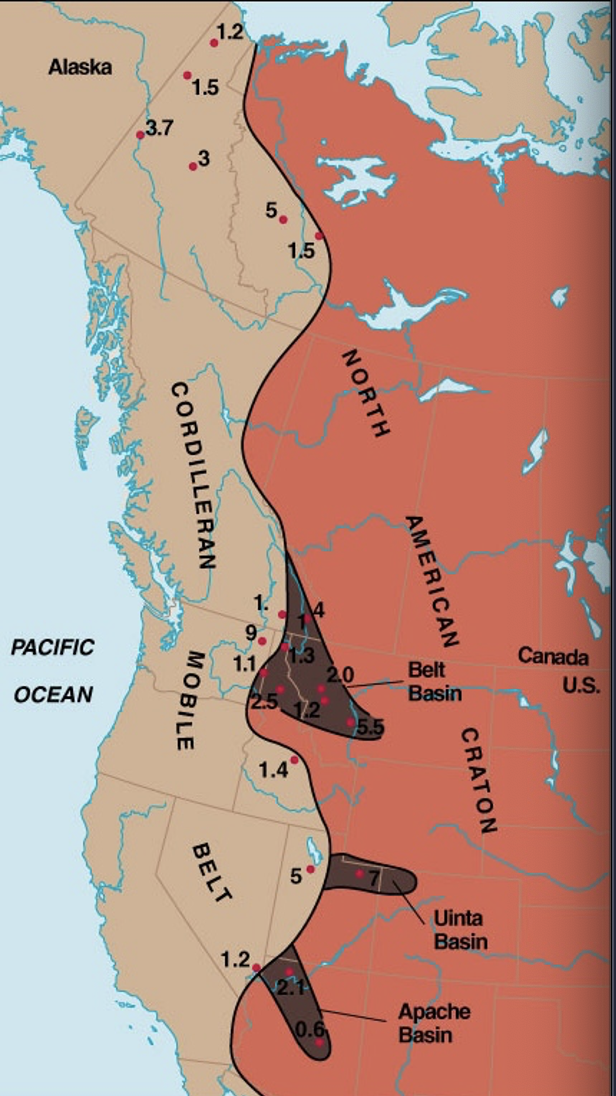 1.2
Alaska
1.5
3.7
3
5
1.5
NORTH
CORDILLERAN
AMERICAN
1.
1 4
9
PACIFIC
OCEAN
1.3
1.1
MOBILE
Canada
U.S.
2.0
Belt
Basin
2.5
1.2
5.5
CRATON
1.4
BELT
5
7
Uinta
Basin
1.2
2.1
Apache
Basin
0.6